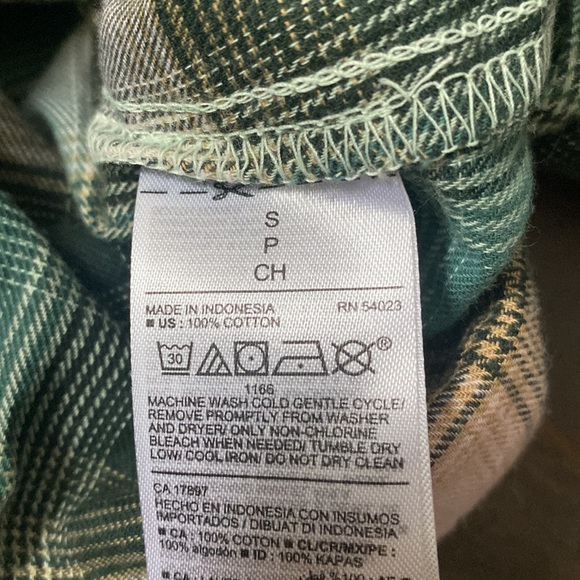 S
P
CH
MADE IN INDONESIA RN 54023
■ US : 100% COTTON
30
®
1166
MACHINE WASH COLD GENTLE CYCLE/
REMOVE PROMPTLY FROM WASHER
AND DRYER/ ONLY NON-CHLORINE
BLEACH WHEN NEEDED/ TUMBLE DRY
LOW/ COOL IRON/ DO NOT DRY CLEAN
CA 17897
HECHO EN INDONESIA CON INSUMOS
IMPORTADOS / DIBUAT DI INDONESIA
■ CA : 100% COTON ■ CL/CR/MX/PE :
100% algodón ■ ID : 100% KAPAS